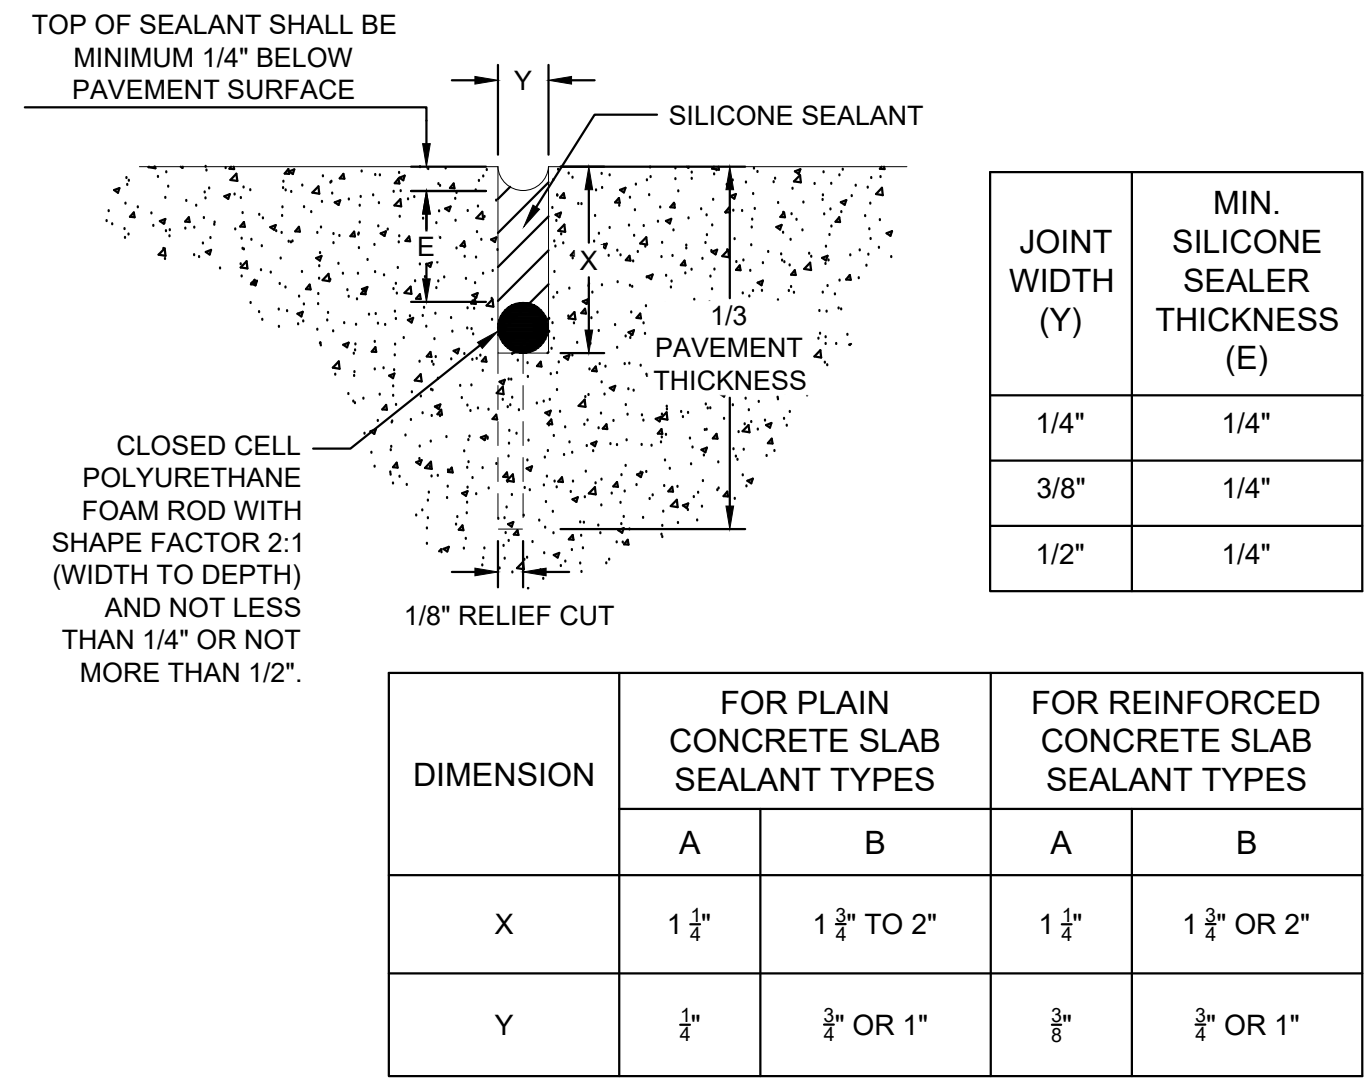 TOP OF SEALANT SHALL BE
MINIMUM 1/4" BELOW
PAVEMENT SURFACE
Y
SILICONE SEALANT
E
X
1/3
PAVEMENT
THICKNESS
CLOSED CELL
POLYURETHANE
FOAM ROD WITH
SHAPE FACTOR 2:1
(WIDTH TO DEPTH)
AND NOT LESS
THAN 1/4" OR NOT
MORE THAN 1/2".
1/8" RELIEF CUT
JOINT
WIDTH
(Y)
MIN.
SILICONE
SEALER
THICKNESS
(E)
1/4" 1/4"
3/8" 1/4"
1/2" 1/4"
DIMENSION
FOR PLAIN
CONCRETE SLAB
SEALANT TYPES
FOR REINFORCED
CONCRETE SLAB
SEALANT TYPES
A B A B
X 1 1/4" 1 3/4" TO 2" 1 1/4" 1 3/4" OR 2"
Y 1/4" 3/4" OR 1" 3/8" 3/4" OR 1"